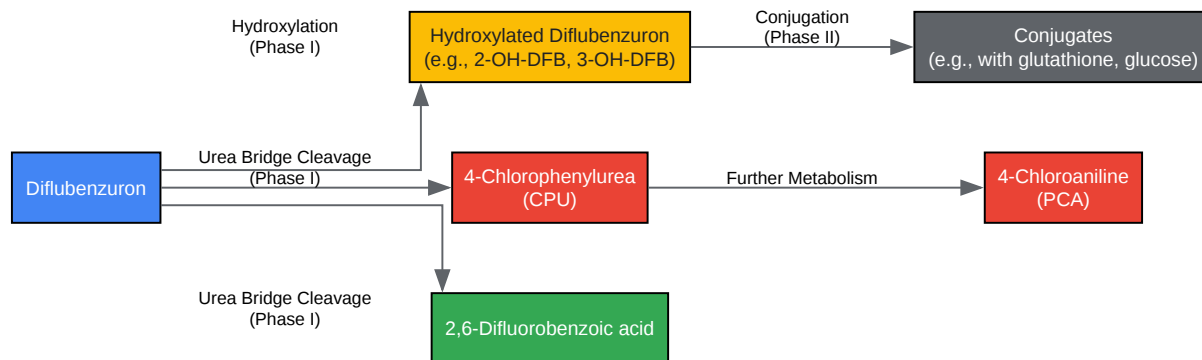 Hydroxylation
(Phase I)
Hydroxylated Diflubenzuron
(e.g., 2-OH-DFB, 3-OH-DFB)
Conjugation
(Phase II)
Conjugates
(e.g., with glutathione, glucose)
Diflubenzuron
Urea Bridge Cleavage
(Phase I)
4-Chlorophenylurea
(CPU)
Further Metabolism
4-Chloroaniline
(PCA)
Urea Bridge Cleavage
(Phase I)
2,6-Difluorobenzoic acid